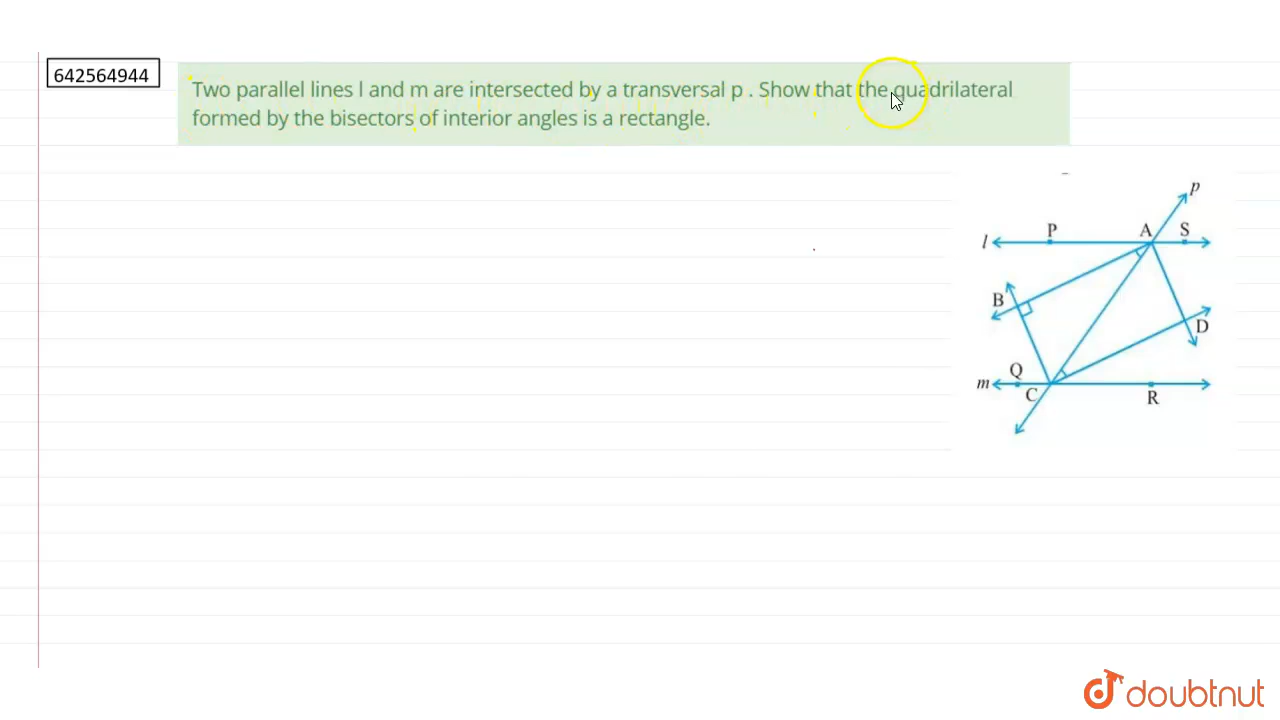 642564944
Two parallel lines l and m are intersected by a transversal p . Show that the quadrilateral
formed by the bisectors of interior angles is a rectangle.
p
l P A S
B
D
m Q C R
doubtnut